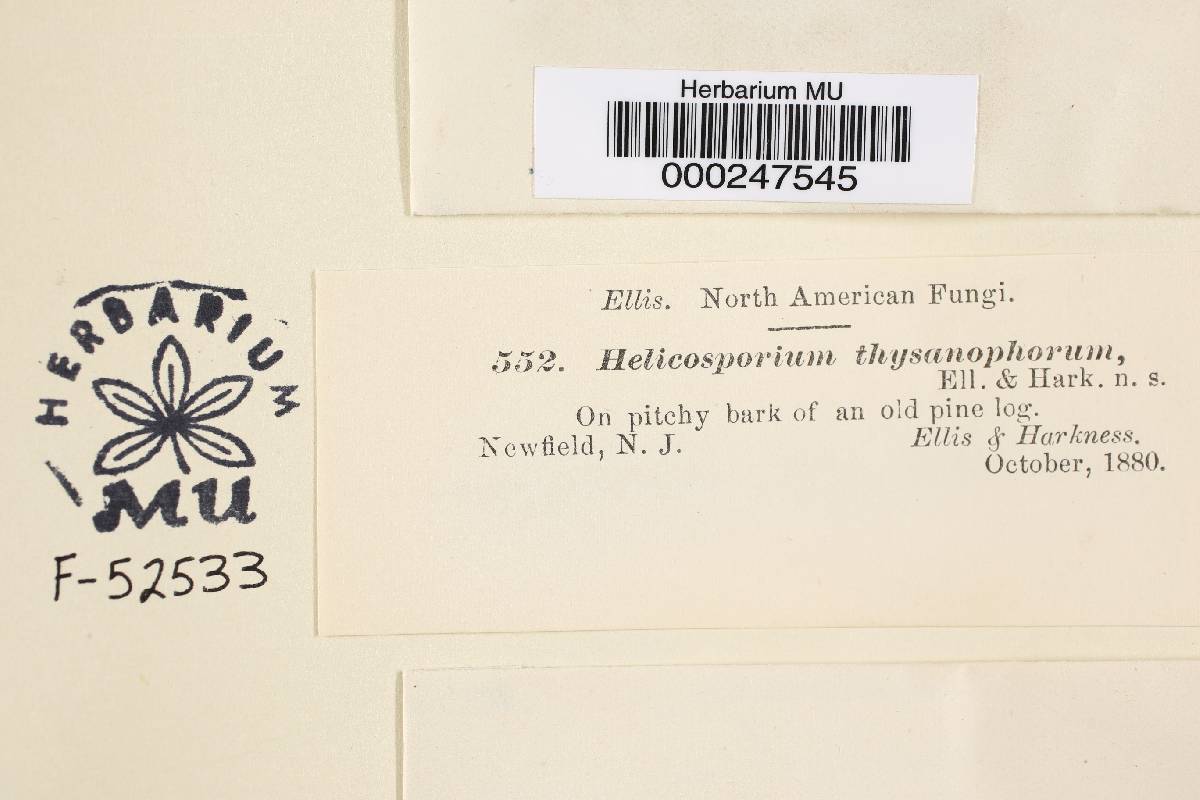 Herbarium MU
000247545
Ellis. North American Fungi.
552. Helicosporium thysanophorum,
Ell. & Hark. n. s.
On pitchy bark of an old pine log.
Newfield, N. J. Ellis & Harkness.
October, 1880.
HERBARIUM
MU
F-52533